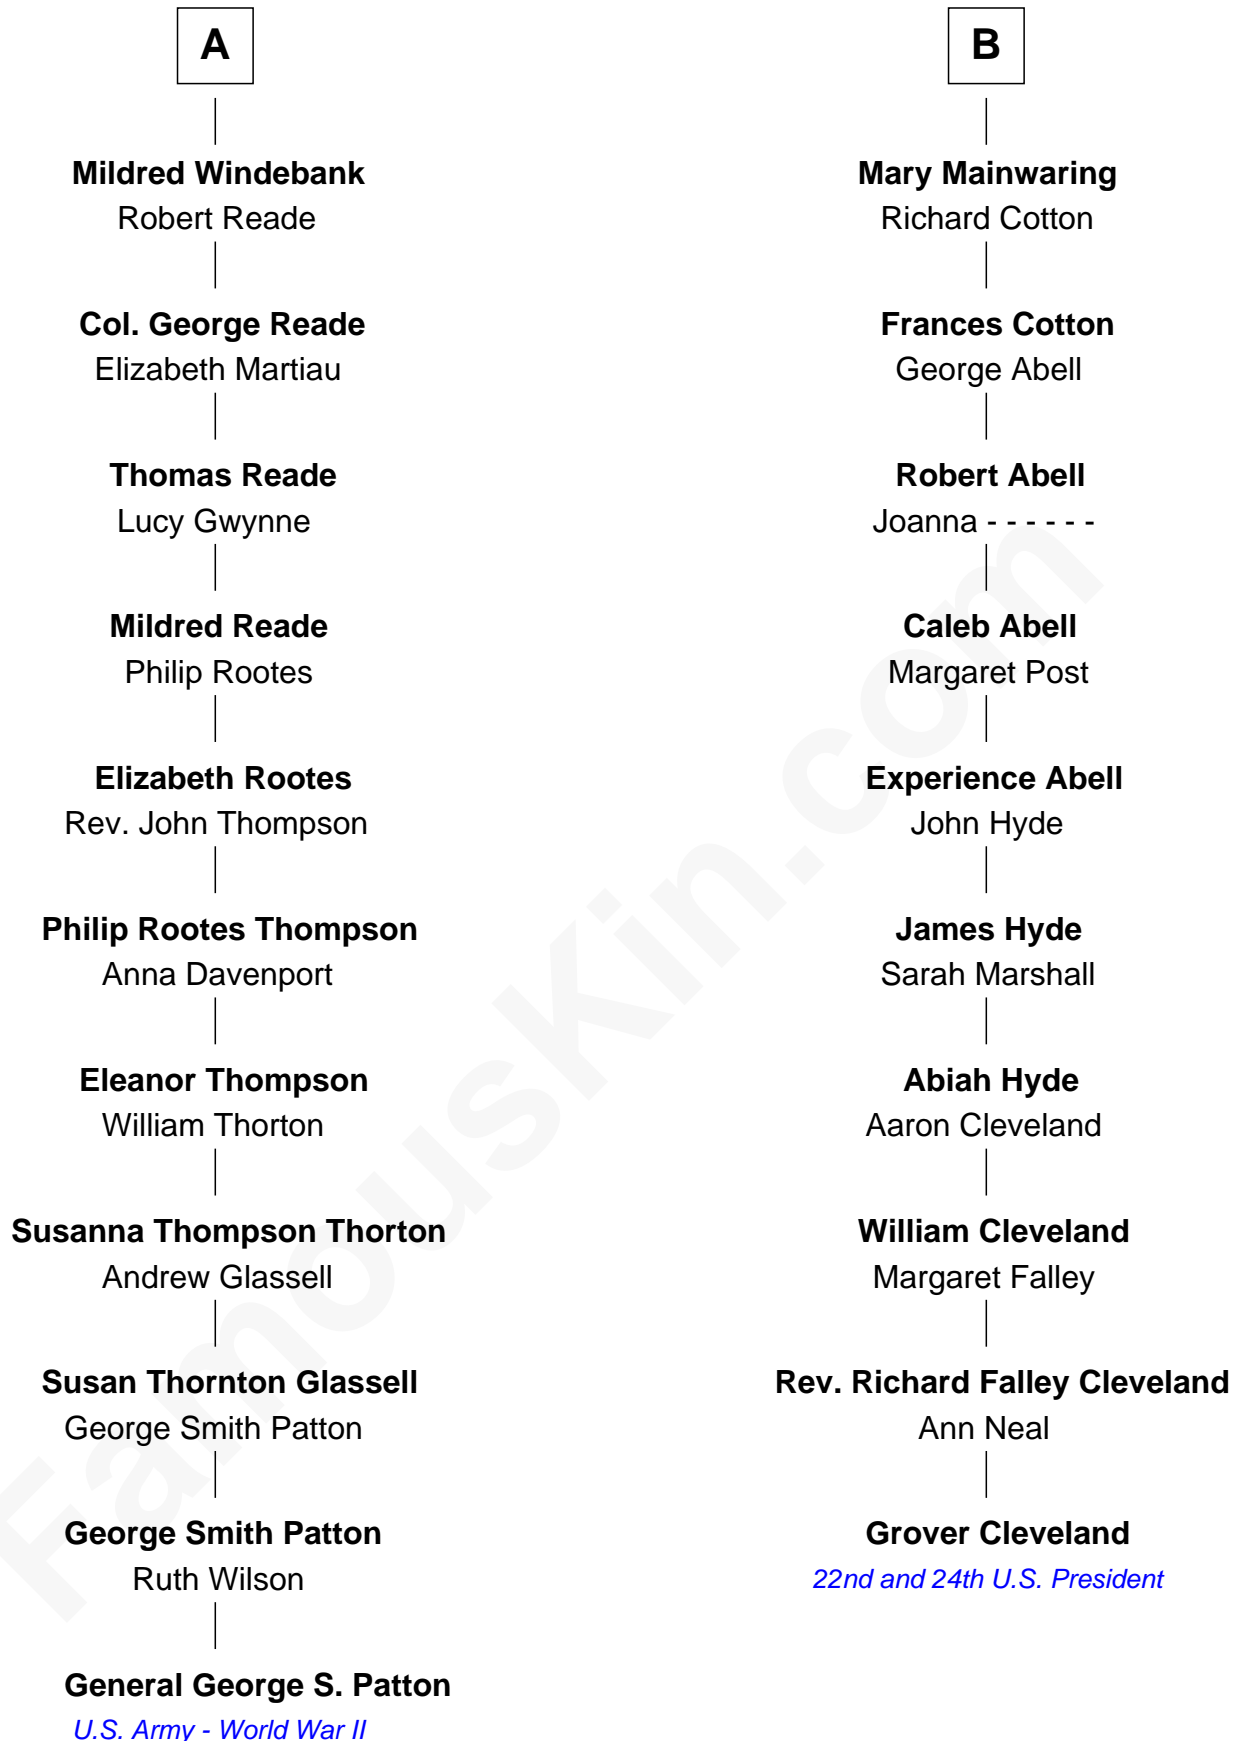 A
Mildred Windebank
Robert Reade
Col. George Reade
Elizabeth Martiau
Thomas Reade
Lucy Gwynne
Mildred Reade
Philip Rootes
Elizabeth Rootes
Rev. John Thompson
Philip Rootes Thompson
Anna Davenport
Eleanor Thompson
William Thorton
Susanna Thompson Thorton
Andrew Glassell
Susan Thornton Glassell
George Smith Patton
George Smith Patton
Ruth Wilson
General George S. Patton
U.S. Army - World War II
B
Mary Mainwaring
Richard Cotton
Frances Cotton
George Abell
Robert Abell
Joanna - - - - - -
Caleb Abell
Margaret Post
Experience Abell
John Hyde
James Hyde
Sarah Marshall
Abiah Hyde
Aaron Cleveland
William Cleveland
Margaret Falley
Rev. Richard Falley Cleveland
Ann Neal
Grover Cleveland
22nd and 24th U.S. President
FamousKin.com